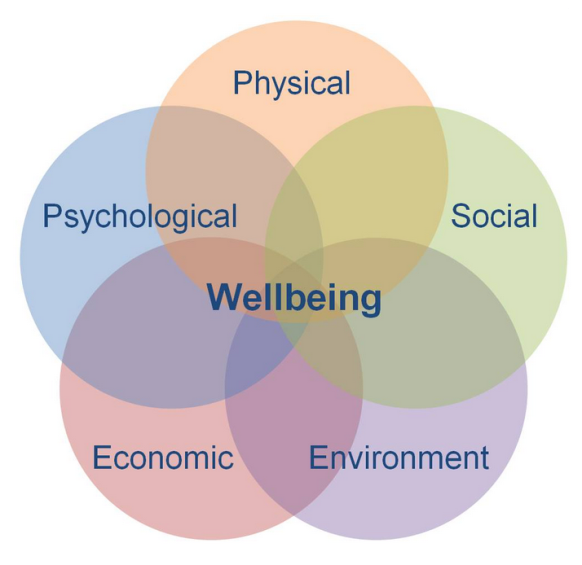 Physical
Psychological
Social
Wellbeing
Economic
Environment